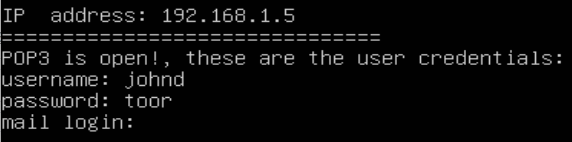 IP  address: 192.168.1.5
===============================
POP3 is open!, these are the user credentials:
username: johnd
password: toor
mail login: